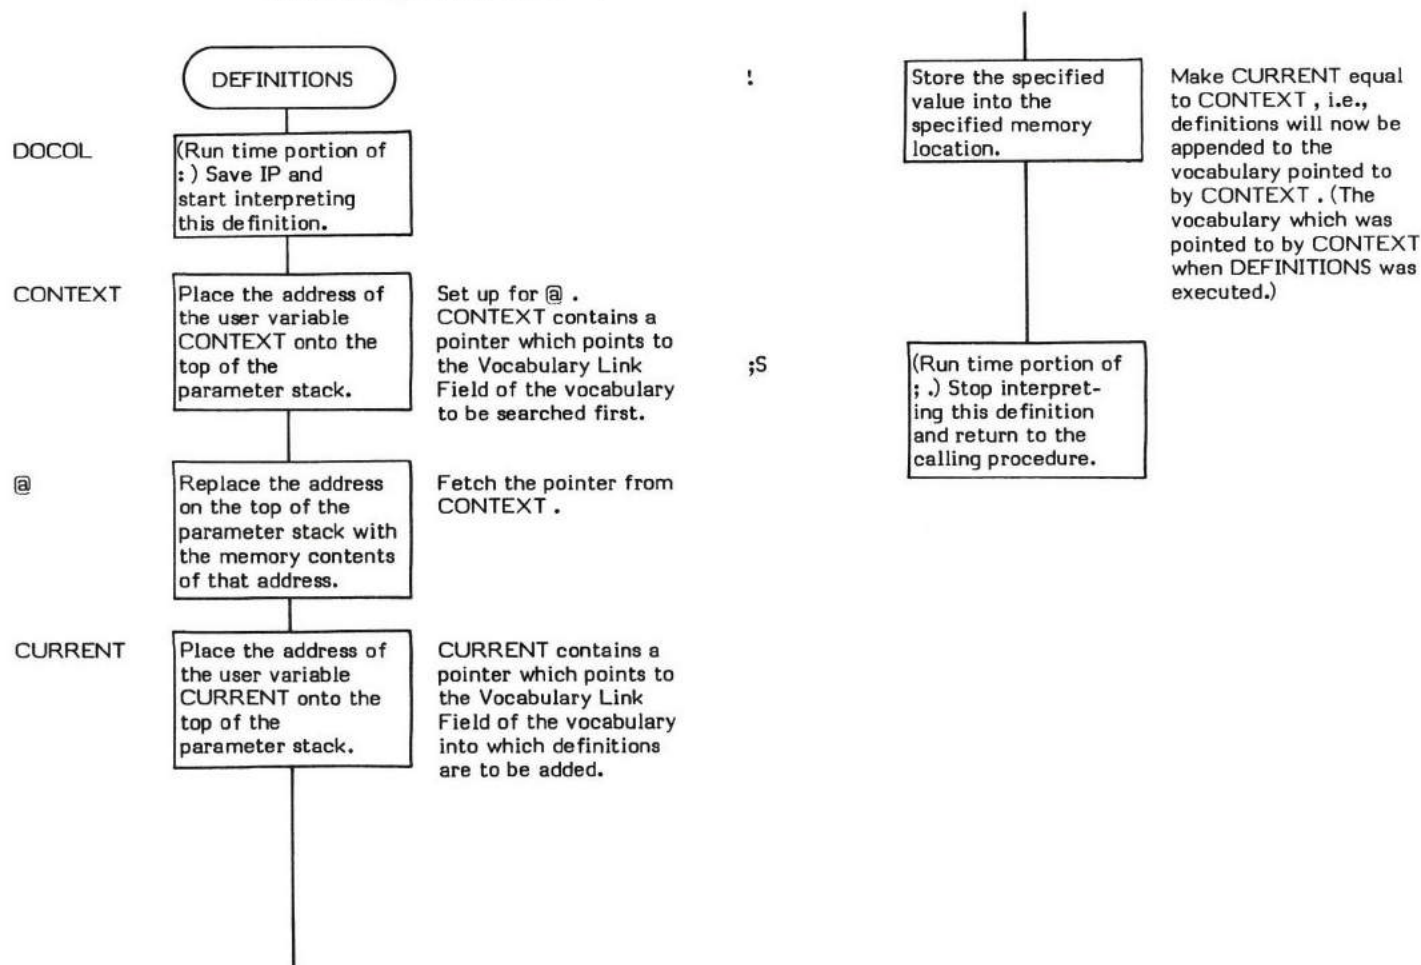 DEFINITIONS
DOCOL
(Run time portion of
: ) Save IP and
start interpreting
this definition.
CONTEXT
Place the address of
the user variable
CONTEXT onto the
top of the
parameter stack.
Set up for @ .
CONTEXT contains a
pointer which points to
the Vocabulary Link
Field of the vocabulary
to be searched first.
@
Replace the address
on the top of the
parameter stack with
the memory contents
of that address.
Fetch the pointer from
CONTEXT .
CURRENT
Place the address of
the user variable
CURRENT onto the
top of the
parameter stack.
CURRENT contains a
pointer which points to
the Vocabulary Link
Field of the vocabulary
into which definitions
are to be added.
!
Store the specified
value into the
specified memory
location.
Make CURRENT equal
to CONTEXT , i.e.,
definitions will now be
appended to the
vocabulary pointed to
by CONTEXT . (The
vocabulary which was
pointed to by CONTEXT
when DEFINITIONS was
executed.)
;S
(Run time portion of
; .) Stop interpret-
ing this definition
and return to the
calling procedure.